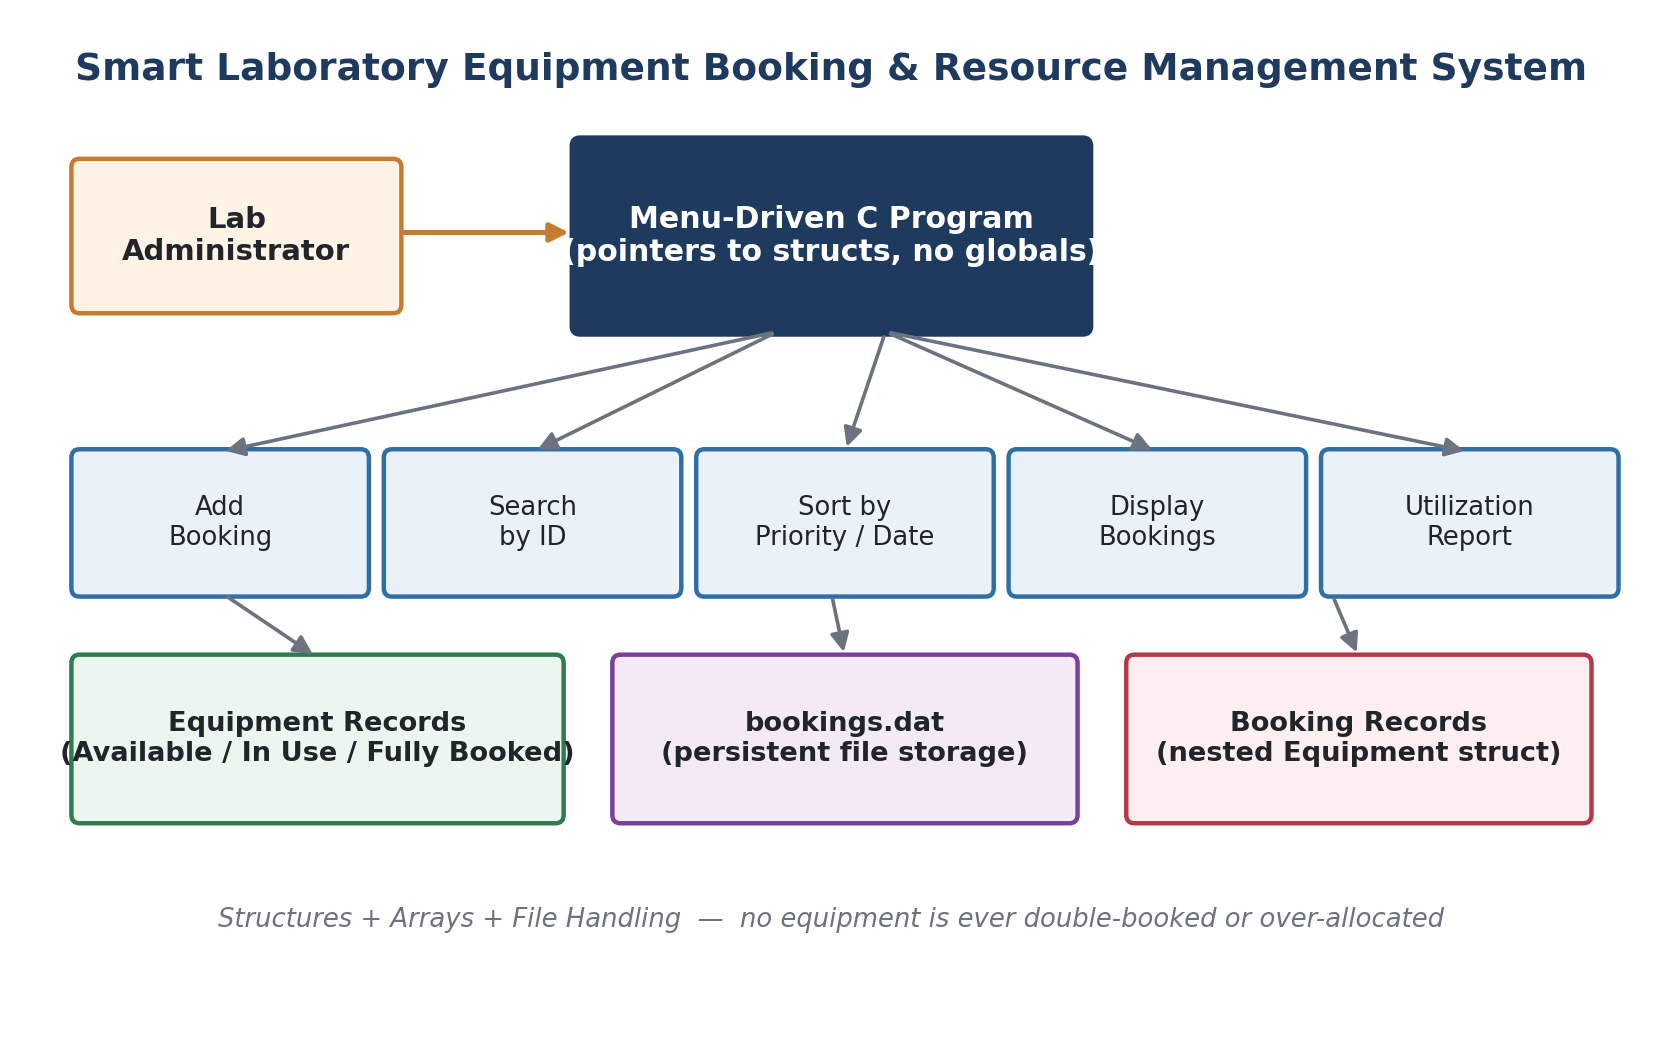 Smart Laboratory Equipment Booking & Resource Management System
Lab
Administrator
Menu-Driven C Program
(pointers to structs, no globals)
Add
Booking
Search
by ID
Sort by
Priority / Date
Display
Bookings
Utilization
Report
Equipment Records
(Available / In Use / Fully Booked)
bookings.dat
(persistent file storage)
Booking Records
(nested Equipment struct)
Structures + Arrays + File Handling — no equipment is ever double-booked or over-allocated